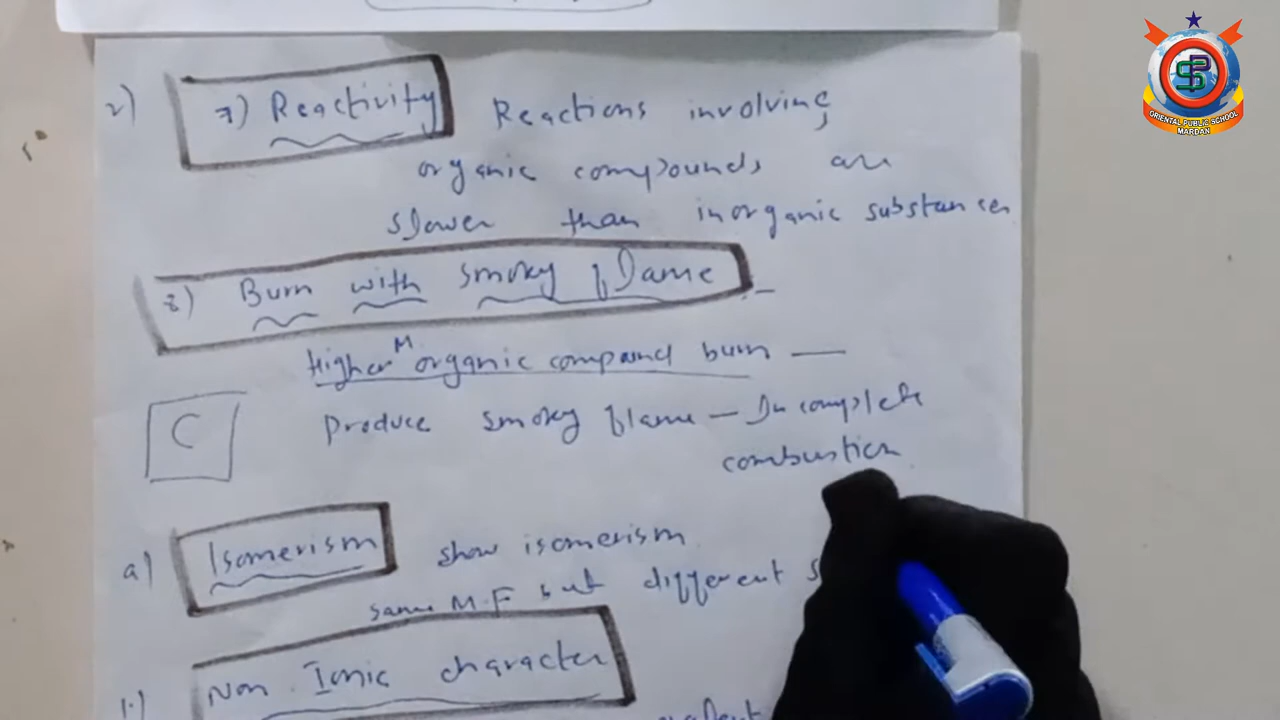 7) Reactivity Reactions involving
organic compounds are
slower than inorganic substances
8) Burn with smoky flame –
Higher M organic compound burn —
C Produce smoky flame – Incomplete
combustion
a) Isomerism show isomerism
same M.F but different
Non Ionic character
ORIENTAL PUBLIC SCHOOL
MARDAN